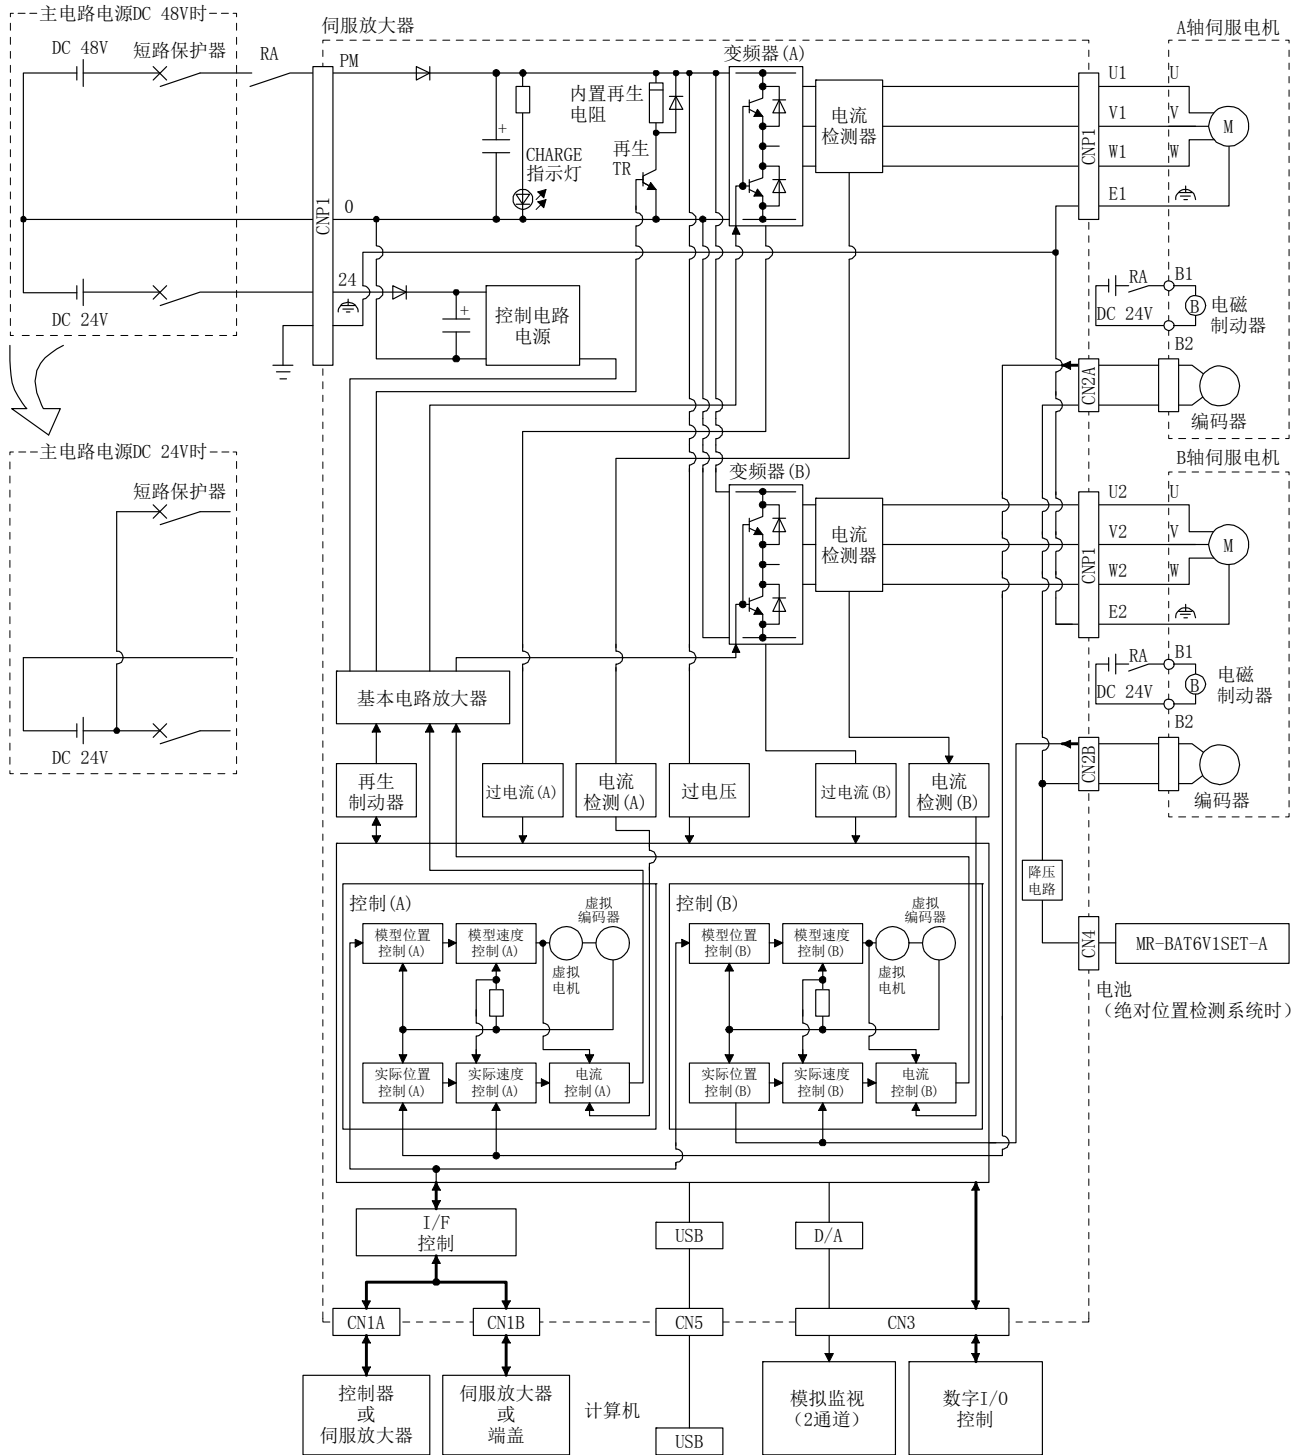 主电路电源DC 48V时
DC 48V
短路保护器
RA
DC 24V
主电路电源DC 24V时
短路保护器
DC 24V
伺服放大器
CNP1
PM
0
24
+
CHARGE
指示灯
内置再生
电阻
再生
TR
+
控制电路
电源
变频器(A)
电流
检测器
CNP1
U1
V1
W1
E1
A轴伺服电机
U
V
W
M
RA
DC 24V
B1
B
电磁
制动器
B2
CN2A
编码器
变频器(B)
电流
检测器
CNP1
U2
V2
W2
E2
B轴伺服电机
U
V
W
M
RA
DC 24V
B1
B
电磁
制动器
B2
CN2B
编码器
基本电路放大器
再生
制动器
过电流(A)
电流
检测(A)
过电压
过电流(B)
电流
检测(B)
控制(A)
模型位置
控制(A)
模型速度
控制(A)
虚拟
编码器
虚拟
电机
实际位置
控制(A)
实际速度
控制(A)
电流
控制(A)
控制(B)
模型位置
控制(B)
模型速度
控制(B)
虚拟
编码器
虚拟
电机
实际位置
控制(B)
实际速度
控制(B)
电流
控制(B)
降压
电路
CN4
MR-BAT6V1SET-A
电池
（绝对位置检测系统时）
I/F
控制
USB
D/A
CN1A
CN1B
CN5
CN3
控制器
或
伺服放大器
伺服放大器
或
端盖
计算机
USB
模拟监视
（2通道）
数字I/O
控制